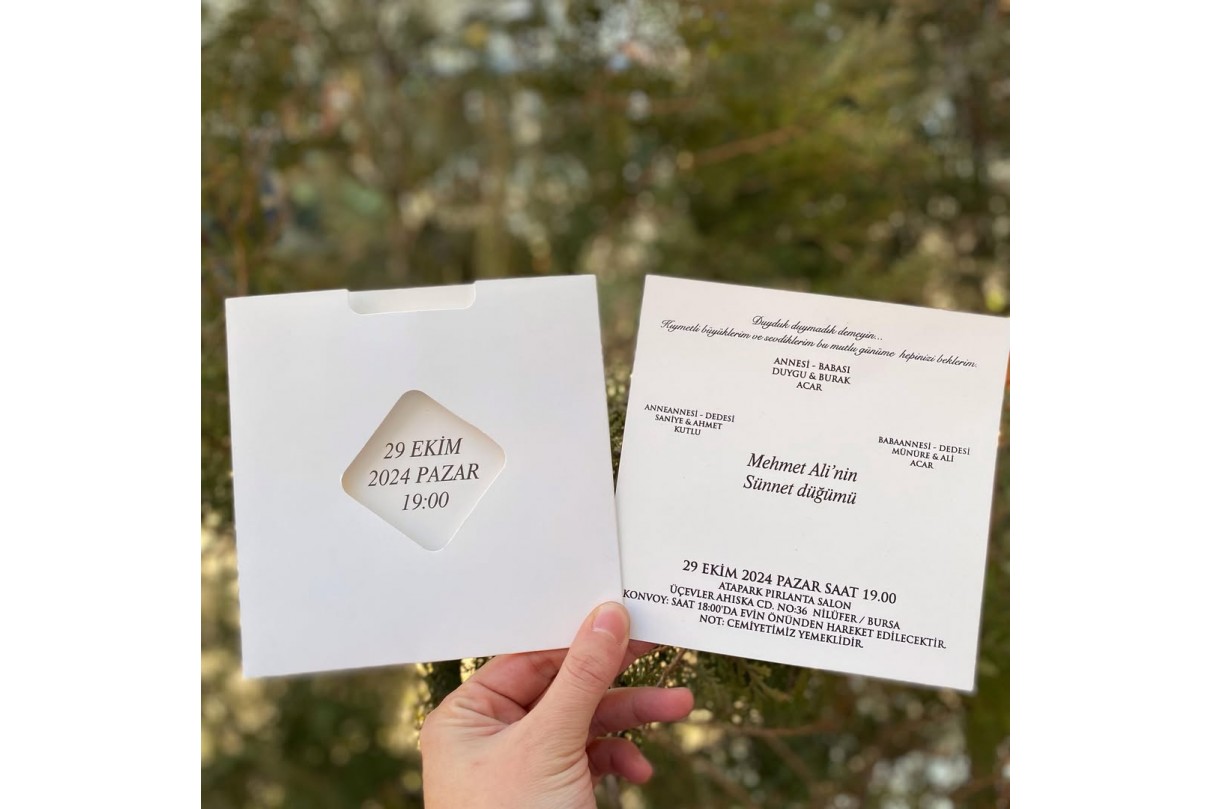 29 EKİM
2024 PAZAR
19:00
Duyduk duymadık demeyin...
Kıymetli büyüklerim ve sevdiklerim bu mutlu günüme hepinizi beklerim.
ANNESİ - BABASI
DUYGU & BURAK
ACAR
ANNEANNESİ - DEDESİ
SANİYE & AHMET
KUTLU
BABAANNESİ - DEDESİ
MÜNÜRE & ALİ
ACAR
Mehmet Ali'nin
Sünnet düğümü
29 EKİM 2024 PAZAR SAAT 19.00
ATAPARK PIRLANTA SALON
ÜÇEVLER AHISKA CD. NO:36 NİLÜFER / BURSA
KONVOY: SAAT 18:00'DA EVİN ÖNÜNDEN HAREKET EDİLECEKTİR
NOT: CEMİYETİMİZ YEMEKLİDİR.